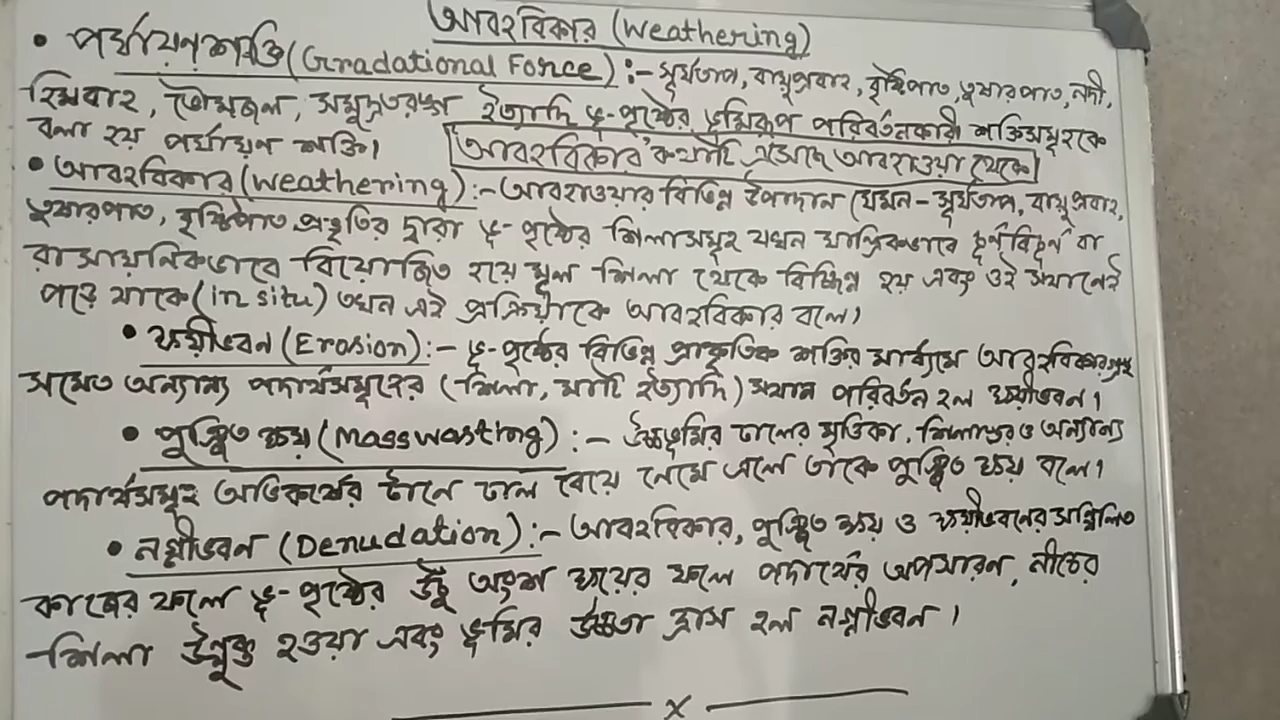 আবহবিকার (Weathering)
• পর্যায়ণ শক্তি (Gradational Force) :- সূর্যতাপ, বায়ুপ্রবাহ, বৃষ্টিপাত, তুষারপাত, নদী,
হিমবাহ, ভৌমজল, সমুদ্রতরঙ্গ ইত্যাদি ভূ-পৃষ্ঠের ভূমিরূপ পরিবর্তনকারী শক্তিসমূহকে
বলা হয় পর্যায়ণ শক্তি।
'আবহবিকার' কথাটি এসেছে আবহাওয়া থেকে।
• আবহবিকার (Weathering) :- আবহাওয়ার বিভিন্ন উপাদান যেমন - সূর্যতাপ, বায়ুপ্রবাহ,
তুষারপাত, বৃষ্টিপাত প্রভৃতির দ্বারা ভূ-পৃষ্ঠের শিলাসমূহ যখন যান্ত্রিকভাবে চূর্ণবিচূর্ণ বা
রাসায়নিকভাবে বিয়োজিত হয়ে মূল শিলা থেকে বিচ্ছিন্ন হয় এবং ওই স্থানেই
পড়ে থাকে (in situ) তখন এই প্রক্রিয়াকে আবহবিকার বলে।
• ক্ষয়ীভবন (Erosion) :- ভূ-পৃষ্ঠের বিভিন্ন প্রাকৃতিক শক্তির মাধ্যমে
সমেত অন্যান্য পদার্থসমূহের (শিলা, মাটি ইত্যাদি) স্থান পরিবর্তন হল ক্ষয়ীভবন।
• পুঞ্জিত ক্ষয় (Mass wasting) :- উচ্চভূমির ঢালের মৃত্তিকা, শিলাস্তর ও অন্যান্য
পদার্থসমূহ অভিকর্ষের টানে ঢাল বেয়ে নেমে এলে তাকে পুঞ্জিত ক্ষয় বলে।
• নগ্নীভবন (Denudation) :- আবহবিকার, পুঞ্জিত ক্ষয় ও ক্ষয়ীভবনের সম্মিলিত
কাজের ফলে ভূ-পৃষ্ঠের উঁচু অংশ ক্ষয়ের ফলে পদার্থের অপসারণ, নীচের
শিলা উন্মুক্ত হওয়া এবং ভূমির উচ্চতা হ্রাস হল নগ্নীভবন।
x